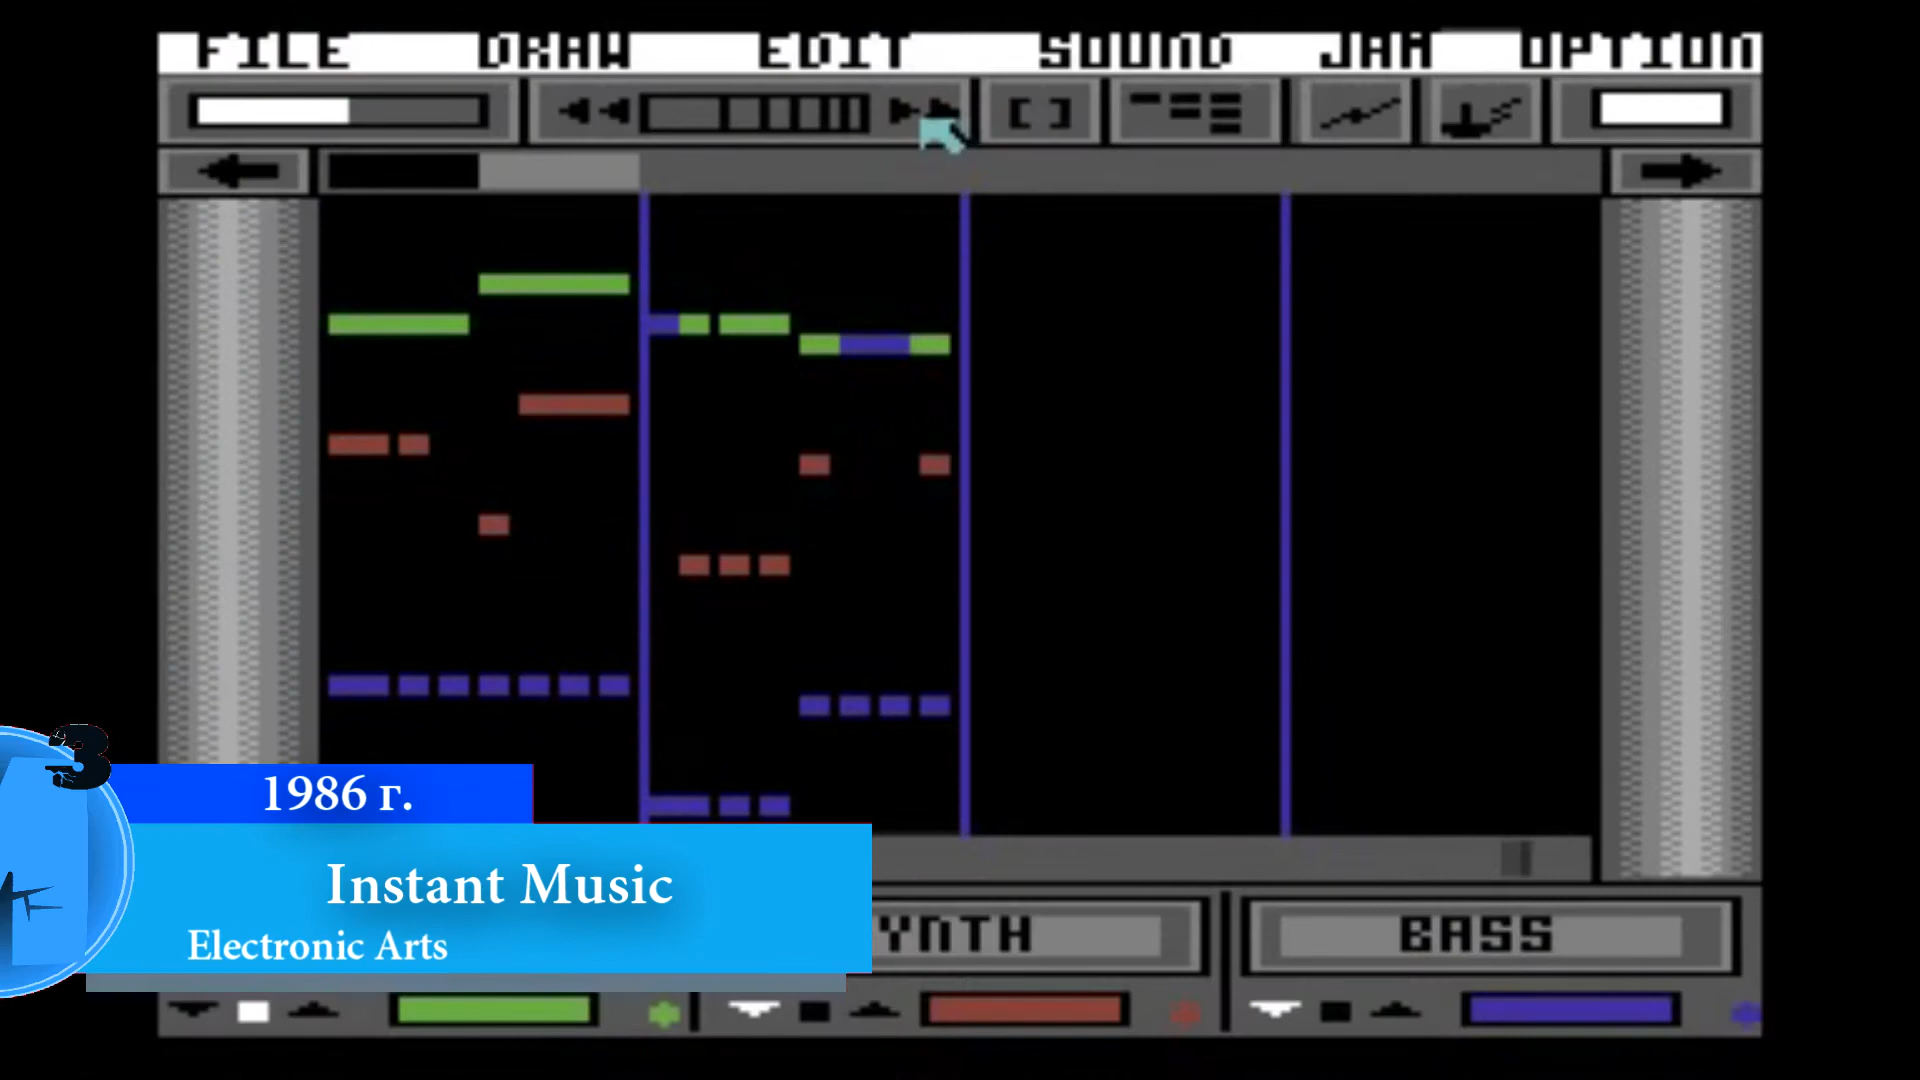 FILE DRAW EDIT SOUND JAM OPTION
3
1986 г.
Instant Music
Electronic Arts
YNTH
BASS